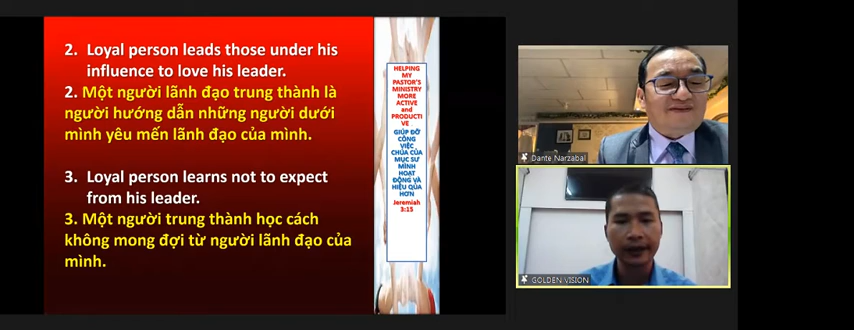 2. Loyal person leads those under his
influence to love his leader.
2. Một người lãnh đạo trung thành là
người hướng dẫn những người dưới
mình yêu mến lãnh đạo của mình.
3. Loyal person learns not to expect
from his leader.
3. Một người trung thành học cách
không mong đợi từ người lãnh đạo của
mình.
HELPING
MY
PASTOR'S
MINISTRY
MORE
ACTIVE
and
PRODUCTI
VE
GIÚP ĐỠ
CÔNG
VIỆC
CHÚA CỦA
MỤC SƯ
MÌNH
HOẠT
ĐỘNG VÀ
HIỆU QUẢ
HƠN
Jeremiah
3:15
Dante Narzabal
GOLDEN VISION